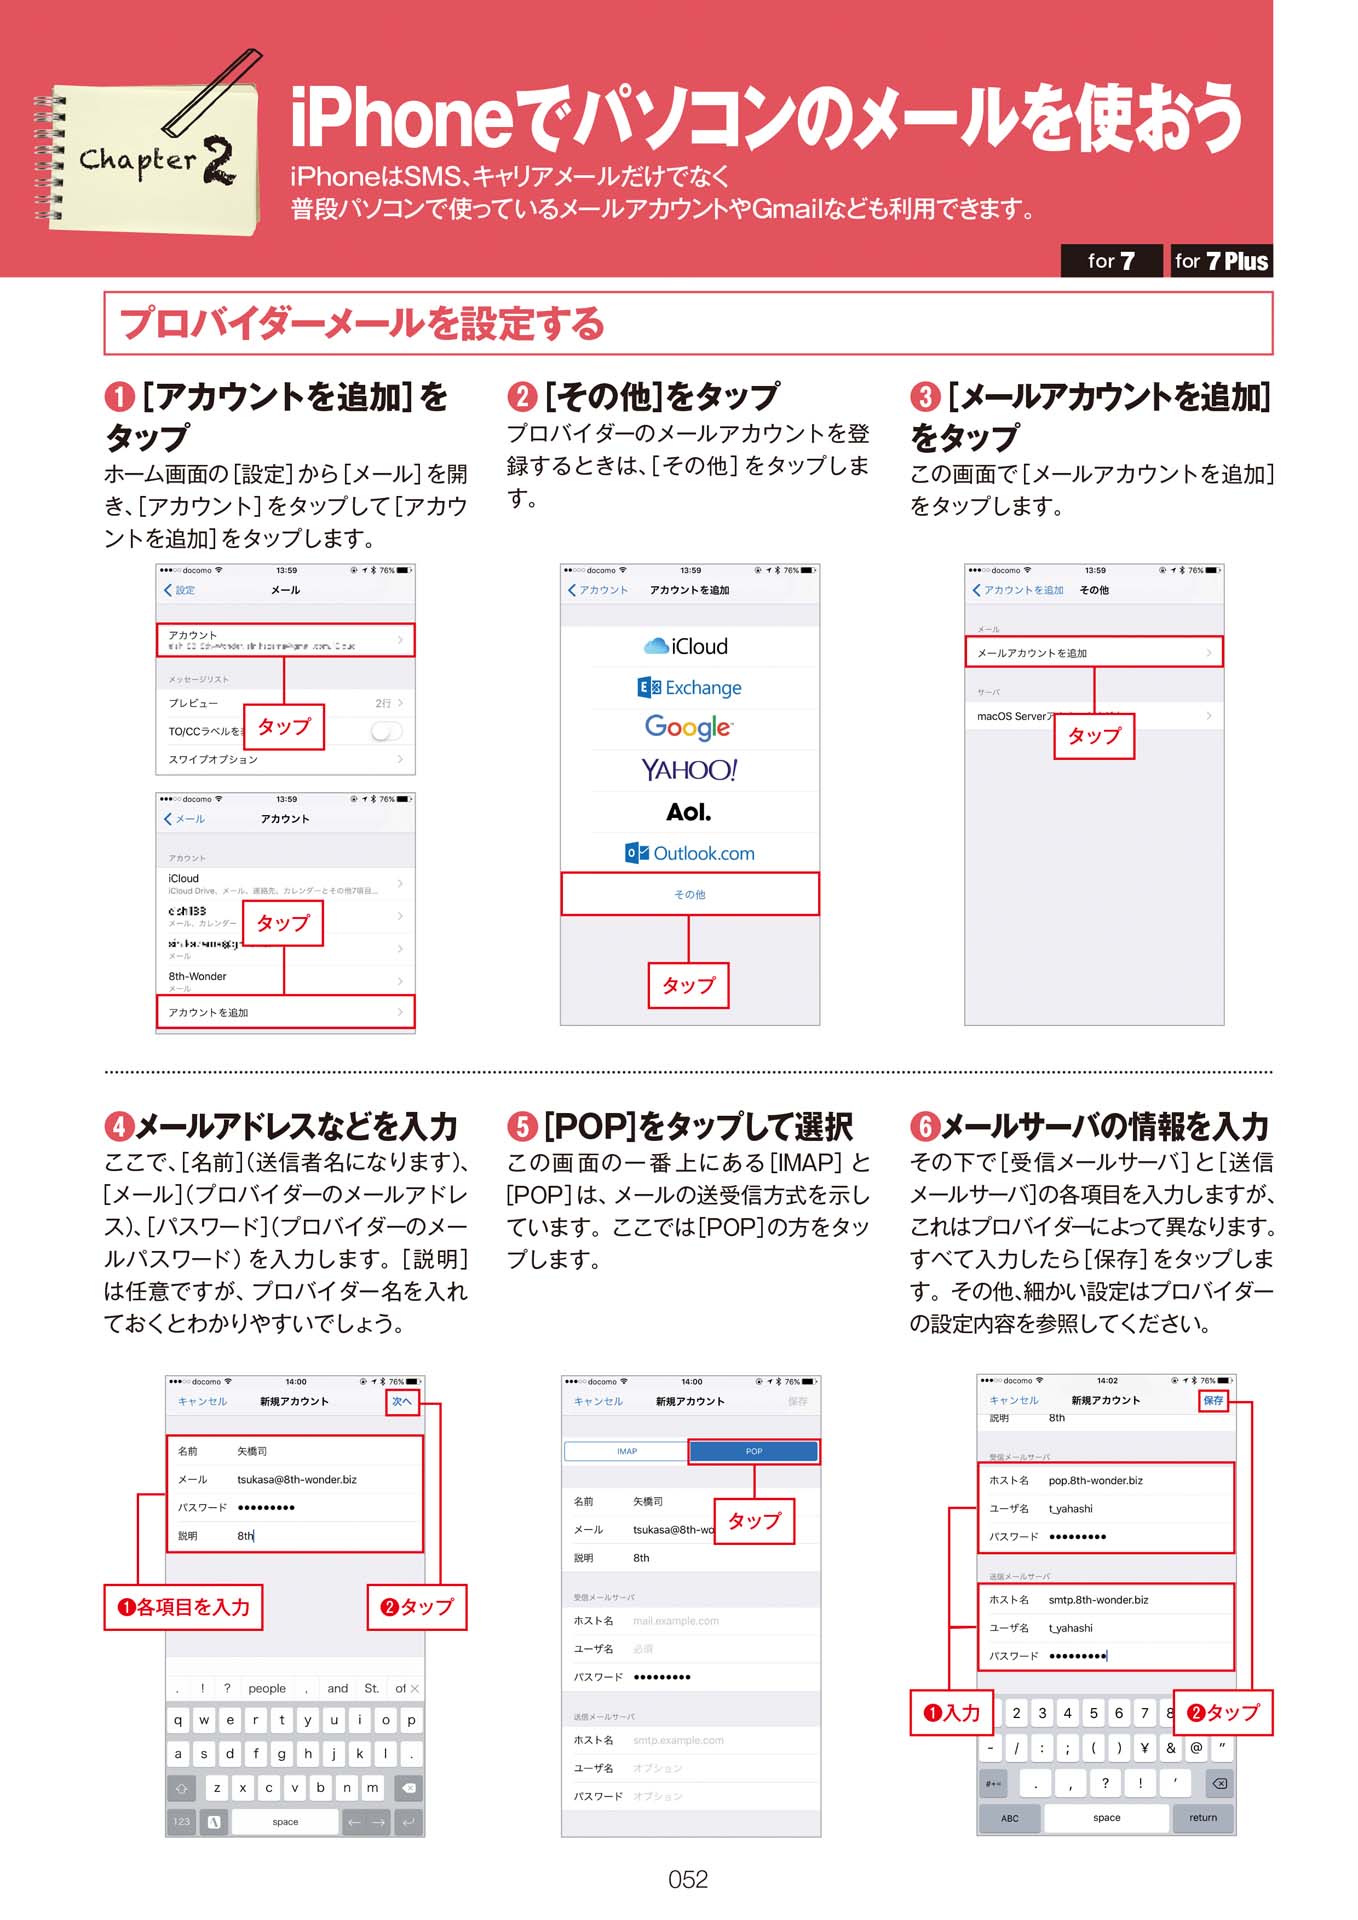 Chapter 2
iPhoneでパソコンのメールを使おう
iPhoneはSMS、キャリアメールだけでなく
普段パソコンで使っているメールアカウントやGmailなども利用できます。
for 7
for 7 Plus
プロバイダーメールを設定する
❶[アカウントを追加]を
タップ
ホーム画面の[設定]から[メール]を開
き、[アカウント]をタップして[アカウ
ントを追加]をタップします。
docomo 13:59 76%
設定 メール
アカウント
メッセージリスト
プレビュー 2行
TO/CCラベルを
スワイプオプション
タップ
docomo 13:59 76%
メール アカウント
アカウント
iCloud
iCloud Drive、メール、連絡先、カレンダーとその他7項目...
メール、カレンダー
メール
8th-Wonder
メール
アカウントを追加
タップ
❷[その他]をタップ
プロバイダーのメールアカウントを登
録するときは、[その他]をタップしま
す。
docomo 13:59 76%
アカウント アカウントを追加
iCloud
Exchange
Google
YAHOO!
Aol.
Outlook.com
その他
タップ
❸[メールアカウントを追加]
をタップ
この画面で[メールアカウントを追加]
をタップします。
docomo 13:59 76%
アカウントを追加 その他
メール
メールアカウントを追加
サーバ
macOS Server
タップ
❹メールアドレスなどを入力
ここで、[名前](送信者名になります)、
[メール](プロバイダーのメールアドレ
ス)、[パスワード](プロバイダーのメー
ルパスワード)を入力します。[説明]
は任意ですが、プロバイダー名を入れ
ておくとわかりやすいでしょう。
docomo 14:00 76%
キャンセル 新規アカウント 次へ
名前 矢橋司
メール tsukasa@8th-wonder.biz
パスワード ●●●●●●●●●
説明 8th
❶各項目を入力
❷タップ
. ! ? people , and St. of ×
q w e r t y u i o p
a s d f g h j k l .
z x c v b n m
123 space
❺[POP]をタップして選択
この画面の一番上にある[IMAP]と
[POP]は、メールの送受信方式を示し
ています。ここでは[POP]の方をタッ
プします。
docomo 14:00 76%
キャンセル 新規アカウント 保存
IMAP POP
名前 矢橋司
メール tsukasa@8th-wo
説明 8th
タップ
受信メールサーバ
ホスト名 mail.example.com
ユーザ名 必須
パスワード ●●●●●●●●●
送信メールサーバ
ホスト名 smtp.example.com
ユーザ名 オプション
パスワード オプション
❻メールサーバの情報を入力
その下で[受信メールサーバ]と[送信
メールサーバ]の各項目を入力しますが、
これはプロバイダーによって異なります。
すべて入力したら[保存]をタップしま
す。その他、細かい設定はプロバイダー
の設定内容を参照してください。
docomo 14:02 76%
キャンセル 新規アカウント 保存
説明 8th
受信メールサーバ
ホスト名 pop.8th-wonder.biz
ユーザ名 t_yahashi
パスワード ●●●●●●●●●
送信メールサーバ
ホスト名 smtp.8th-wonder.biz
ユーザ名 t_yahashi
パスワード ●●●●●●●●●
❶入力
❷タップ
2 3 4 5 6 7 8
- / : ; ( ) ¥ & @ "
#+= . , ? ! '
ABC space return
052